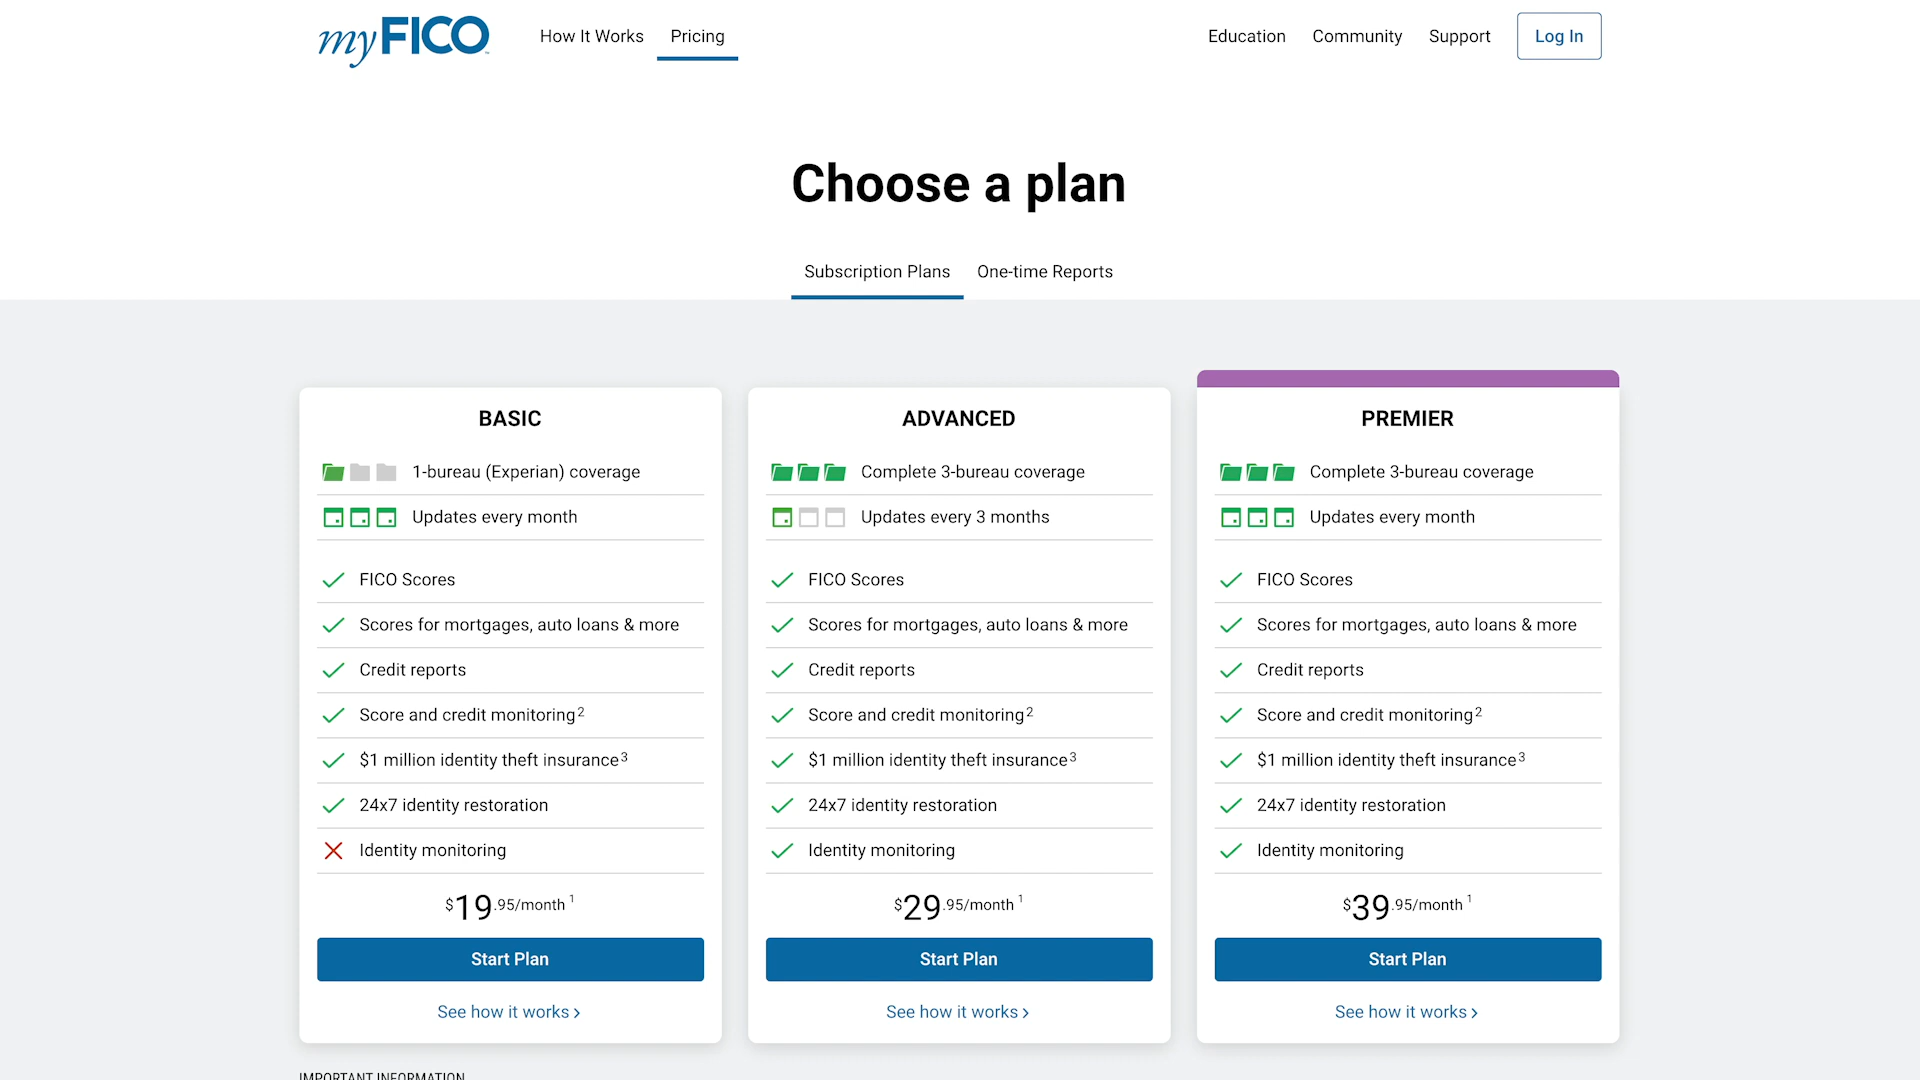 myFICO
How It Works
Pricing
Education
Community
Support
Log In
Choose a plan
Subscription Plans
One-time Reports
BASIC
1-bureau (Experian) coverage
Updates every month
FICO Scores
Scores for mortgages, auto loans & more
Credit reports
Score and credit monitoring2
$1 million identity theft insurance3
24x7 identity restoration
Identity monitoring
$19.95/month 1
Start Plan
See how it works
ADVANCED
Complete 3-bureau coverage
Updates every 3 months
FICO Scores
Scores for mortgages, auto loans & more
Credit reports
Score and credit monitoring2
$1 million identity theft insurance3
24x7 identity restoration
Identity monitoring
$29.95/month 1
Start Plan
See how it works
PREMIER
Complete 3-bureau coverage
Updates every month
FICO Scores
Scores for mortgages, auto loans & more
Credit reports
Score and credit monitoring2
$1 million identity theft insurance3
24x7 identity restoration
Identity monitoring
$39.95/month 1
Start Plan
See how it works
IMPORTANT INFORMATION